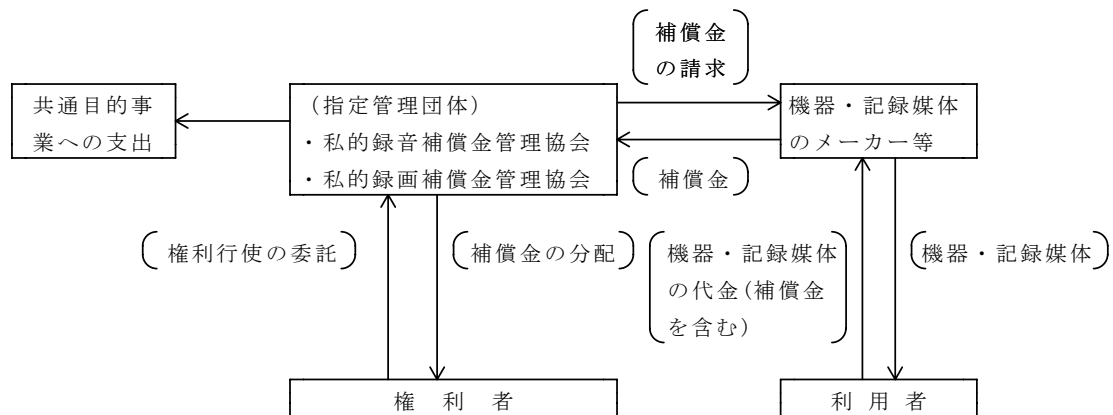 補償金
の請求
共通目的事
業への支出
(指定管理団体)
・私的録音補償金管理協会
・私的録画補償金管理協会
機器・記録媒体
のメーカー等
補償金
権利行使の委託
補償金の分配
機器・記録媒体
の代金(補償金
を含む)
機器・記録媒体
権利者
利用者